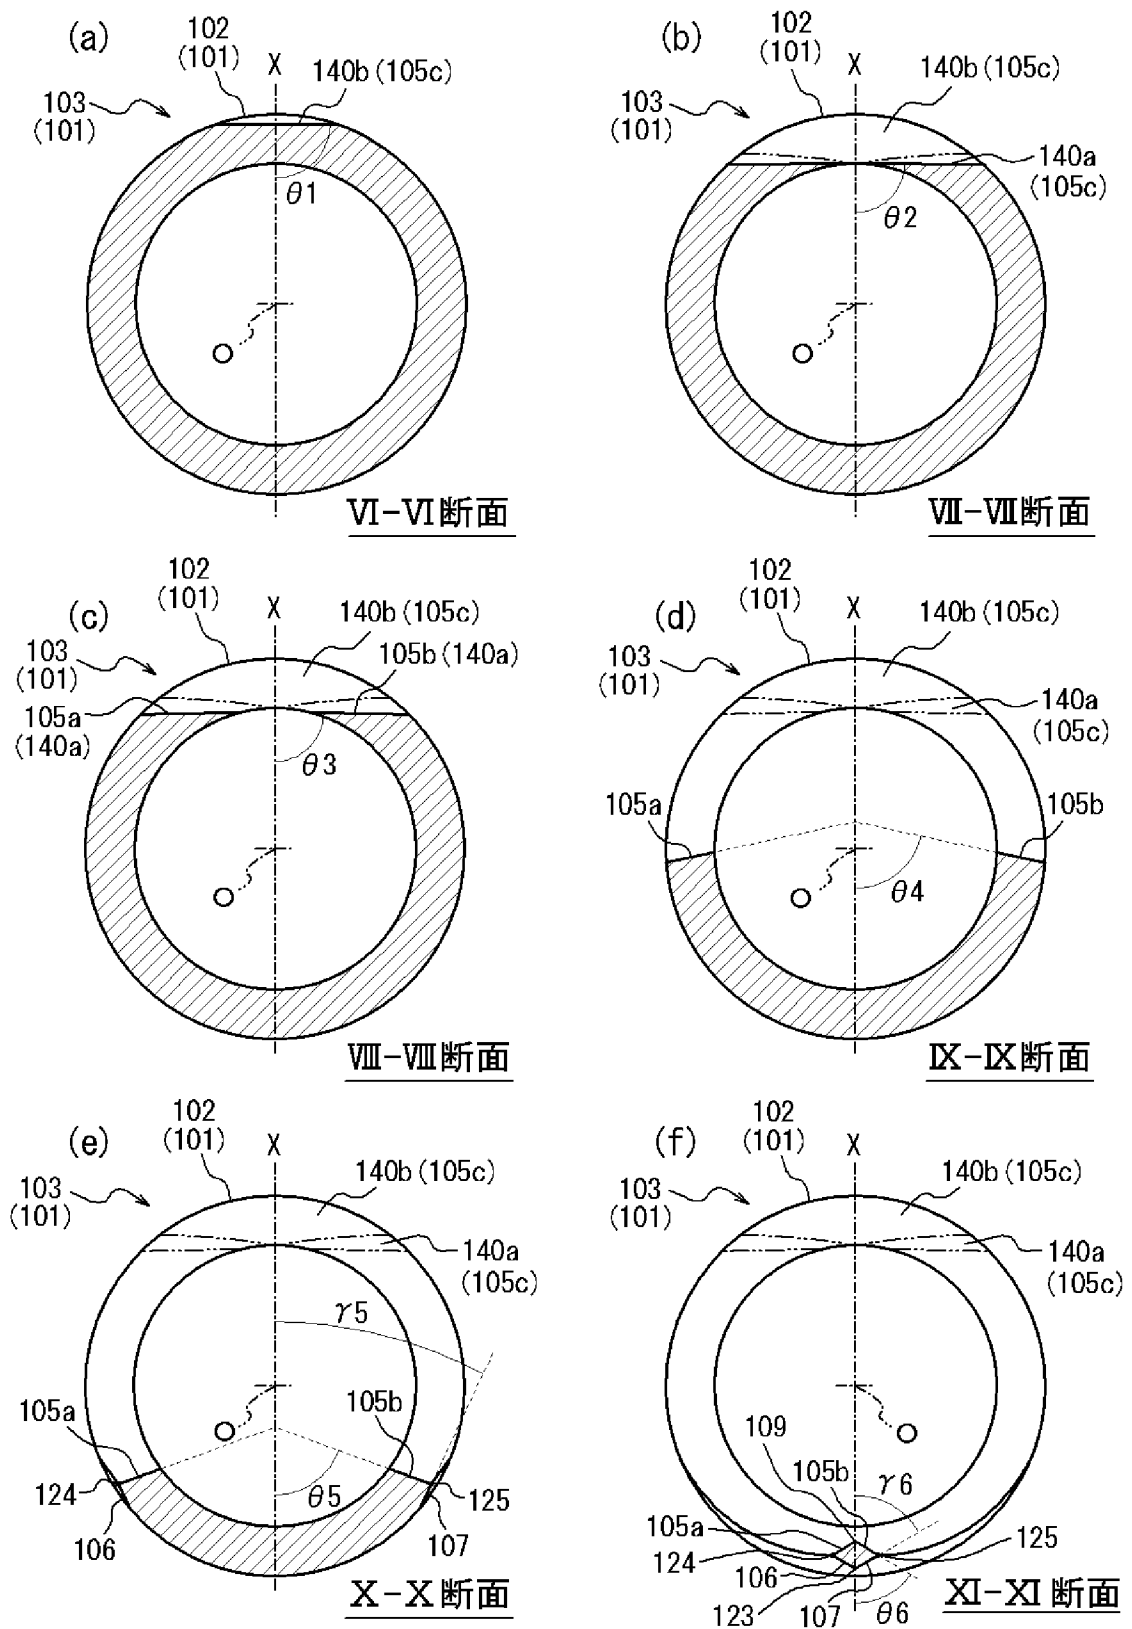 (a)
102
(101)
X
140b(105c)
103
(101)
θ1
O
Ⅵ-Ⅵ断面
(b)
102
(101)
X
140b(105c)
103
(101)
140a
(105c)
θ2
O
Ⅶ-Ⅶ断面
(c)
102
(101)
X
140b(105c)
103
(101)
105b(140a)
105a
(140a)
θ3
O
Ⅷ-Ⅷ断面
(d)
102
(101)
X
140b(105c)
103
(101)
140a
(105c)
105a
105b
θ4
O
Ⅸ-Ⅸ断面
(e)
102
(101)
X
140b(105c)
103
(101)
140a
(105c)
γ5
105a
105b
O
124
θ5
125
106
107
Ⅹ-Ⅹ断面
(f)
102
(101)
X
140b(105c)
103
(101)
140a
(105c)
109
O
105b
γ6
105a
125
124
106
123
107
θ6
Ⅺ-Ⅺ断面